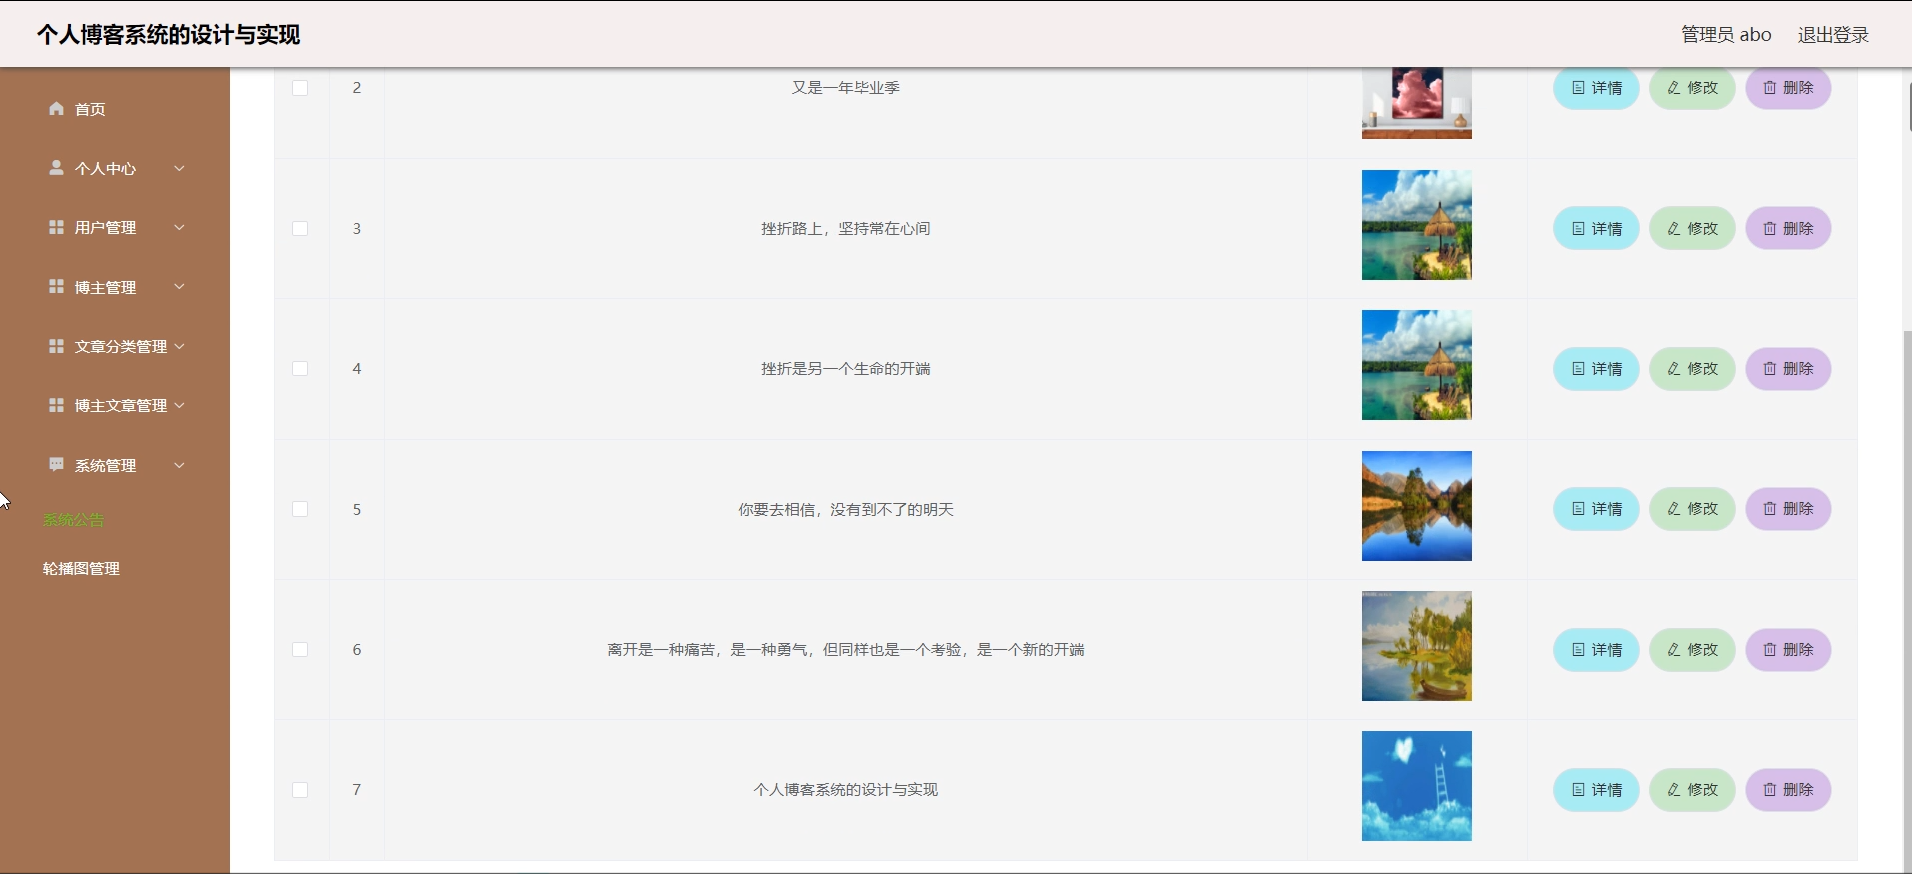 个人博客系统的设计与实现
管理员 abo 退出登录
首页
个人中心
用户管理
博主管理
文章分类管理
博主文章管理
系统管理
系统公告
轮播图管理
2 又是一年毕业季 详情 修改 删除
3 挫折路上，坚持常在心间 详情 修改 删除
4 挫折是另一个生命的开端 详情 修改 删除
5 你要去相信，没有到不了的明天 详情 修改 删除
6 离开是一种痛苦，是一种勇气，但同样也是一个考验，是一个新的开端 详情 修改 删除
7 个人博客系统的设计与实现 详情 修改 删除